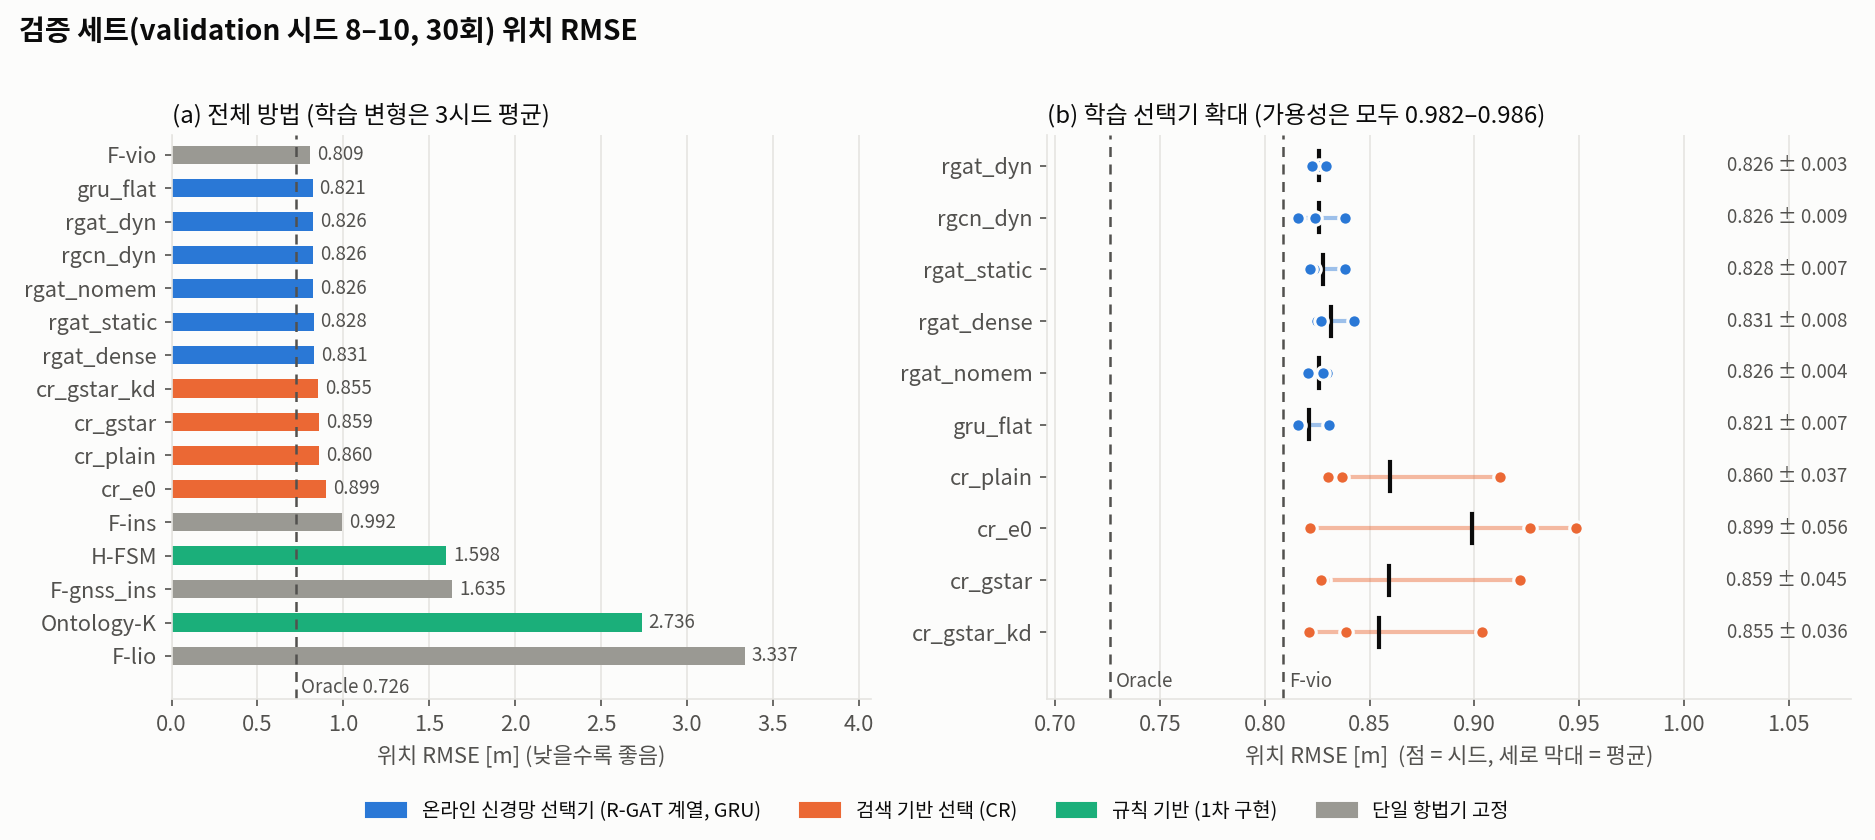 검증 세트(validation 시드 8–10, 30회) 위치 RMSE
(a) 전체 방법 (학습 변형은 3시드 평균)
F-vio 0.809
gru_flat 0.821
rgat_dyn 0.826
rgcn_dyn 0.826
rgat_nomem 0.826
rgat_static 0.828
rgat_dense 0.831
cr_gstar_kd 0.855
cr_gstar 0.859
cr_plain 0.860
cr_e0 0.899
F-ins 0.992
H-FSM 1.598
F-gnss_ins 1.635
Ontology-K 2.736
F-lio 3.337
Oracle 0.726
0.0 0.5 1.0 1.5 2.0 2.5 3.0 3.5 4.0
위치 RMSE [m] (낮을수록 좋음)
(b) 학습 선택기 확대 (가용성은 모두 0.982–0.986)
rgat_dyn 0.826 ± 0.003
rgcn_dyn 0.826 ± 0.009
rgat_static 0.828 ± 0.007
rgat_dense 0.831 ± 0.008
rgat_nomem 0.826 ± 0.004
gru_flat 0.821 ± 0.007
cr_plain 0.860 ± 0.037
cr_e0 0.899 ± 0.056
cr_gstar 0.859 ± 0.045
cr_gstar_kd 0.855 ± 0.036
Oracle F-vio
0.70 0.75 0.80 0.85 0.90 0.95 1.00 1.05
위치 RMSE [m] (점 = 시드, 세로 막대 = 평균)
온라인 신경망 선택기 (R-GAT 계열, GRU) 검색 기반 선택 (CR) 규칙 기반 (1차 구현) 단일 항법기 고정